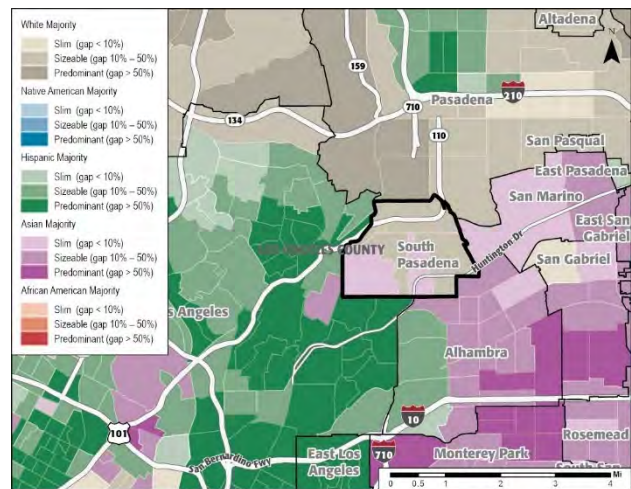 White Majority
Slim (gap < 10%)
Sizeable (gap 10% – 50%)
Predominant (gap > 50%)
Native American Majority
Slim (gap < 10%)
Sizeable (gap 10% – 50%)
Predominant (gap > 50%)
Hispanic Majority
Slim (gap < 10%)
Sizeable (gap 10% – 50%)
Predominant (gap > 50%)
Asian Majority
Slim (gap < 10%)
Sizeable (gap 10% – 50%)
Predominant (gap > 50%)
African American Majority
Slim (gap < 10%)
Sizeable (gap 10% – 50%)
Predominant (gap > 50%)
Altadena
N
159
210
710
Pasadena
134
110
San Pasqual
East Pasadena
San Marino
East San
Gabriel
COUNTY
South
Pasadena
Huntington Dr
San Gabriel
Angeles
Alhambra
101
10
San Bernardino FWY
East Los
Angeles
710
Monterey Park
Rosemead
Mi
0 0.5 1 2 3 4